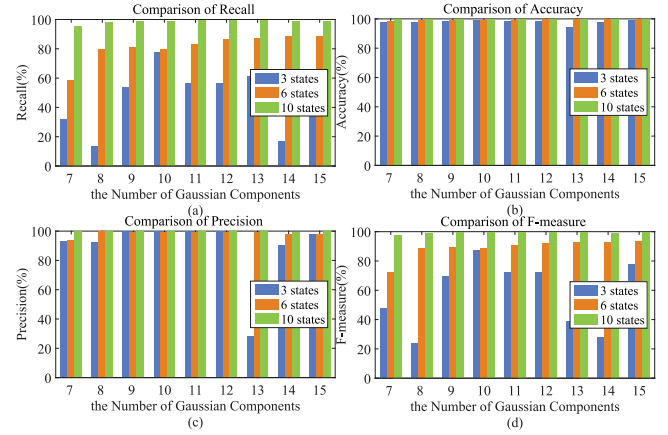 Comparison of Recall
100
80
60
40
20
0
Recall(%)
3 states
6 states
10 states
7 8 9 10 11 12 13 14 15
the Number of Gaussian Components
(a)
Comparison of Accuracy
100
80
60
40
20
0
Accuracy(%)
3 states
6 states
10 states
7 8 9 10 11 12 13 14 15
the Number of Gaussian Components
(b)
Comparison of Precision
100
80
60
40
20
0
Precision(%)
3 states
6 states
10 states
7 8 9 10 11 12 13 14 15
the Number of Gaussian Components
(c)
Comparison of F-measure
100
80
60
40
20
0
F-measure(%)
3 states
6 states
10 states
7 8 9 10 11 12 13 14 15
the Number of Gaussian Components
(d)